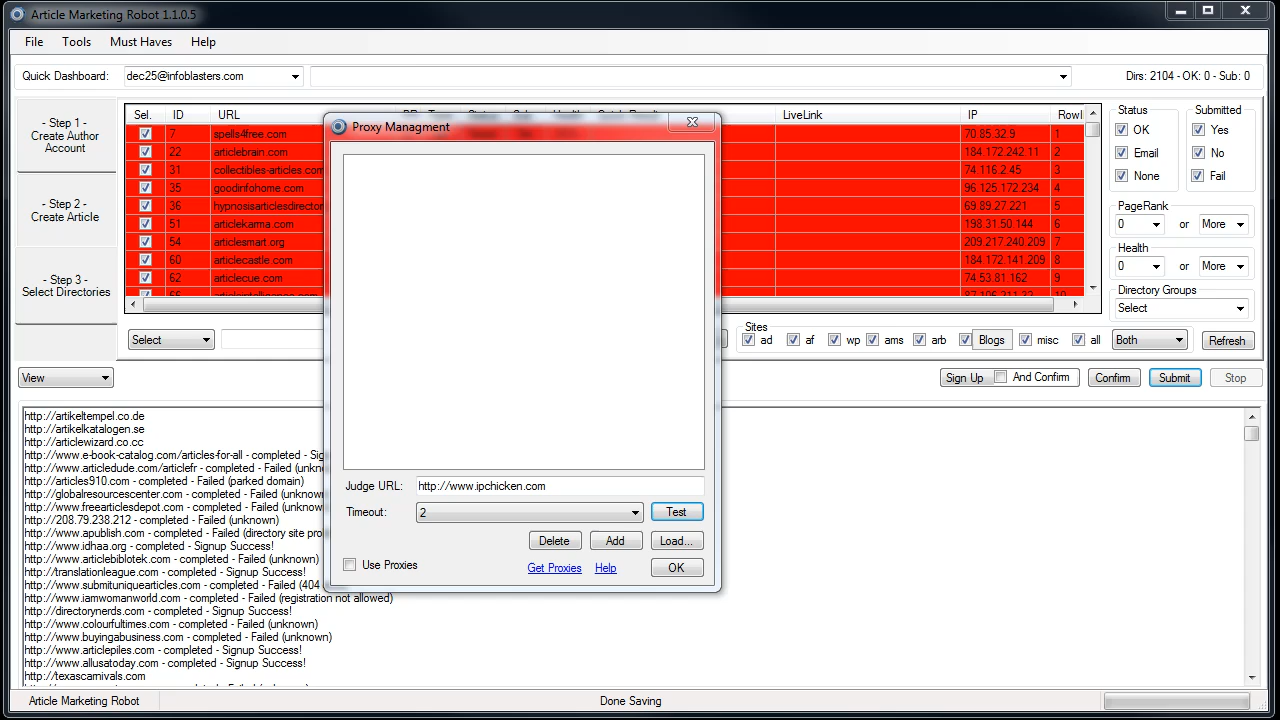 Article Marketing Robot 1.1.0.5
File Tools Must Haves Help
Quick Dashboard: dec25@infoblasters.com Dirs: 2104 - OK: 0 - Sub: 0
- Step 1 -
Create Author
Account
- Step 2 -
Create Article
- Step 3 -
Select Directories
Sel. ID URL LiveLink IP RowI
7 spells4free.com 70.85.32.9 1
22 articlebrain.com 184.172.242.11 2
31 collectibles-articles.com 74.116.2.45 3
35 goodinfohome.com 96.125.172.234 4
36 hypnosisarticlesdirector 69.89.27.221 5
51 articlekarma.com 198.31.50.144 6
54 articlesmart.org 209.217.240.209 7
60 articlecastle.com 184.172.141.209 8
62 articlecue.com 74.53.81.162 9
Status
OK
Email
None
Submitted
Yes
No
Fail
PageRank
0 or More
Health
0 or More
Directory Groups
Select
Select
Sites
ad af wp ams arb Blogs misc all Both Refresh
View
Sign Up And Confirm Confirm Submit Stop
Proxy Managment
Judge URL: http://www.ipchicken.com
Timeout: 2 Test
Delete Add Load...
Use Proxies Get Proxies Help OK
http://artikeltempel.co.de
http://artikelkatalogen.se
http://articlewizard.co.cc
http://www.e-book-catalog.com/articles-for-all - completed - Sig
http://www.articledude.com/articlefr - completed - Failed (unkn
http://articles910.com - completed - Failed (parked domain)
http://globalresourcescenter.com - completed - Failed (unknow
http://www.freearticlesdepot.com - completed - Failed (unknow
http://208.79.238.212 - completed - Failed (unknown)
http://www.apublish.com - completed - Failed (directory site pro
http://www.idhaa.org - completed - Signup Success!
http://www.articlebiblotek.com - completed - Failed (unknown)
http://translationleague.com - completed - Signup Success!
http://www.submituniquearticles.com - completed - Failed (404
http://www.iamwomanworld.com - completed - Failed (registration not allowed)
http://directorynerds.com - completed - Signup Success!
http://www.colourfultimes.com - completed - Failed (unknown)
http://www.buyingabusiness.com - completed - Failed (unknown)
http://www.articlepiles.com - completed - Signup Success!
http://www.allusatoday.com - completed - Signup Success!
http://texascarnivals.com
Article Marketing Robot Done Saving